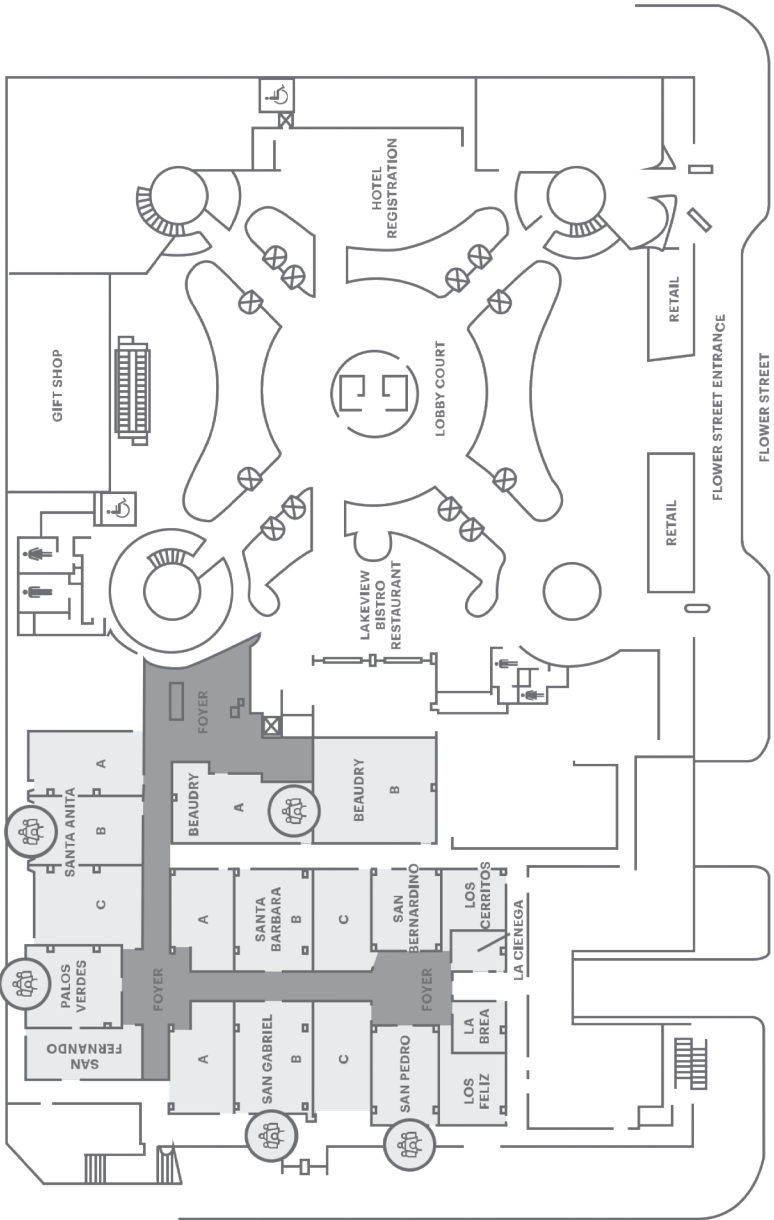 HOTEL
REGISTRATION
RETAIL
GIFT SHOP
LOBBY COURT
FLOWER STREET ENTRANCE
FLOWER STREET
RETAIL
LAKEVIEW
BISTRO
RESTAURANT
FOYER
A
SANTA ANITA
B
C
BEAUDRY
A
BEAUDRY
B
A
SANTA
BARBARA
B
C
SAN
BERNARDINO
LOS
CERRITOS
LA CIENEGA
PALOS
VERDES
FOYER
FOYER
SAN
FERNANDO
A
SAN GABRIEL
B
C
SAN PEDRO
LA
BREA
LOS
FELIZ